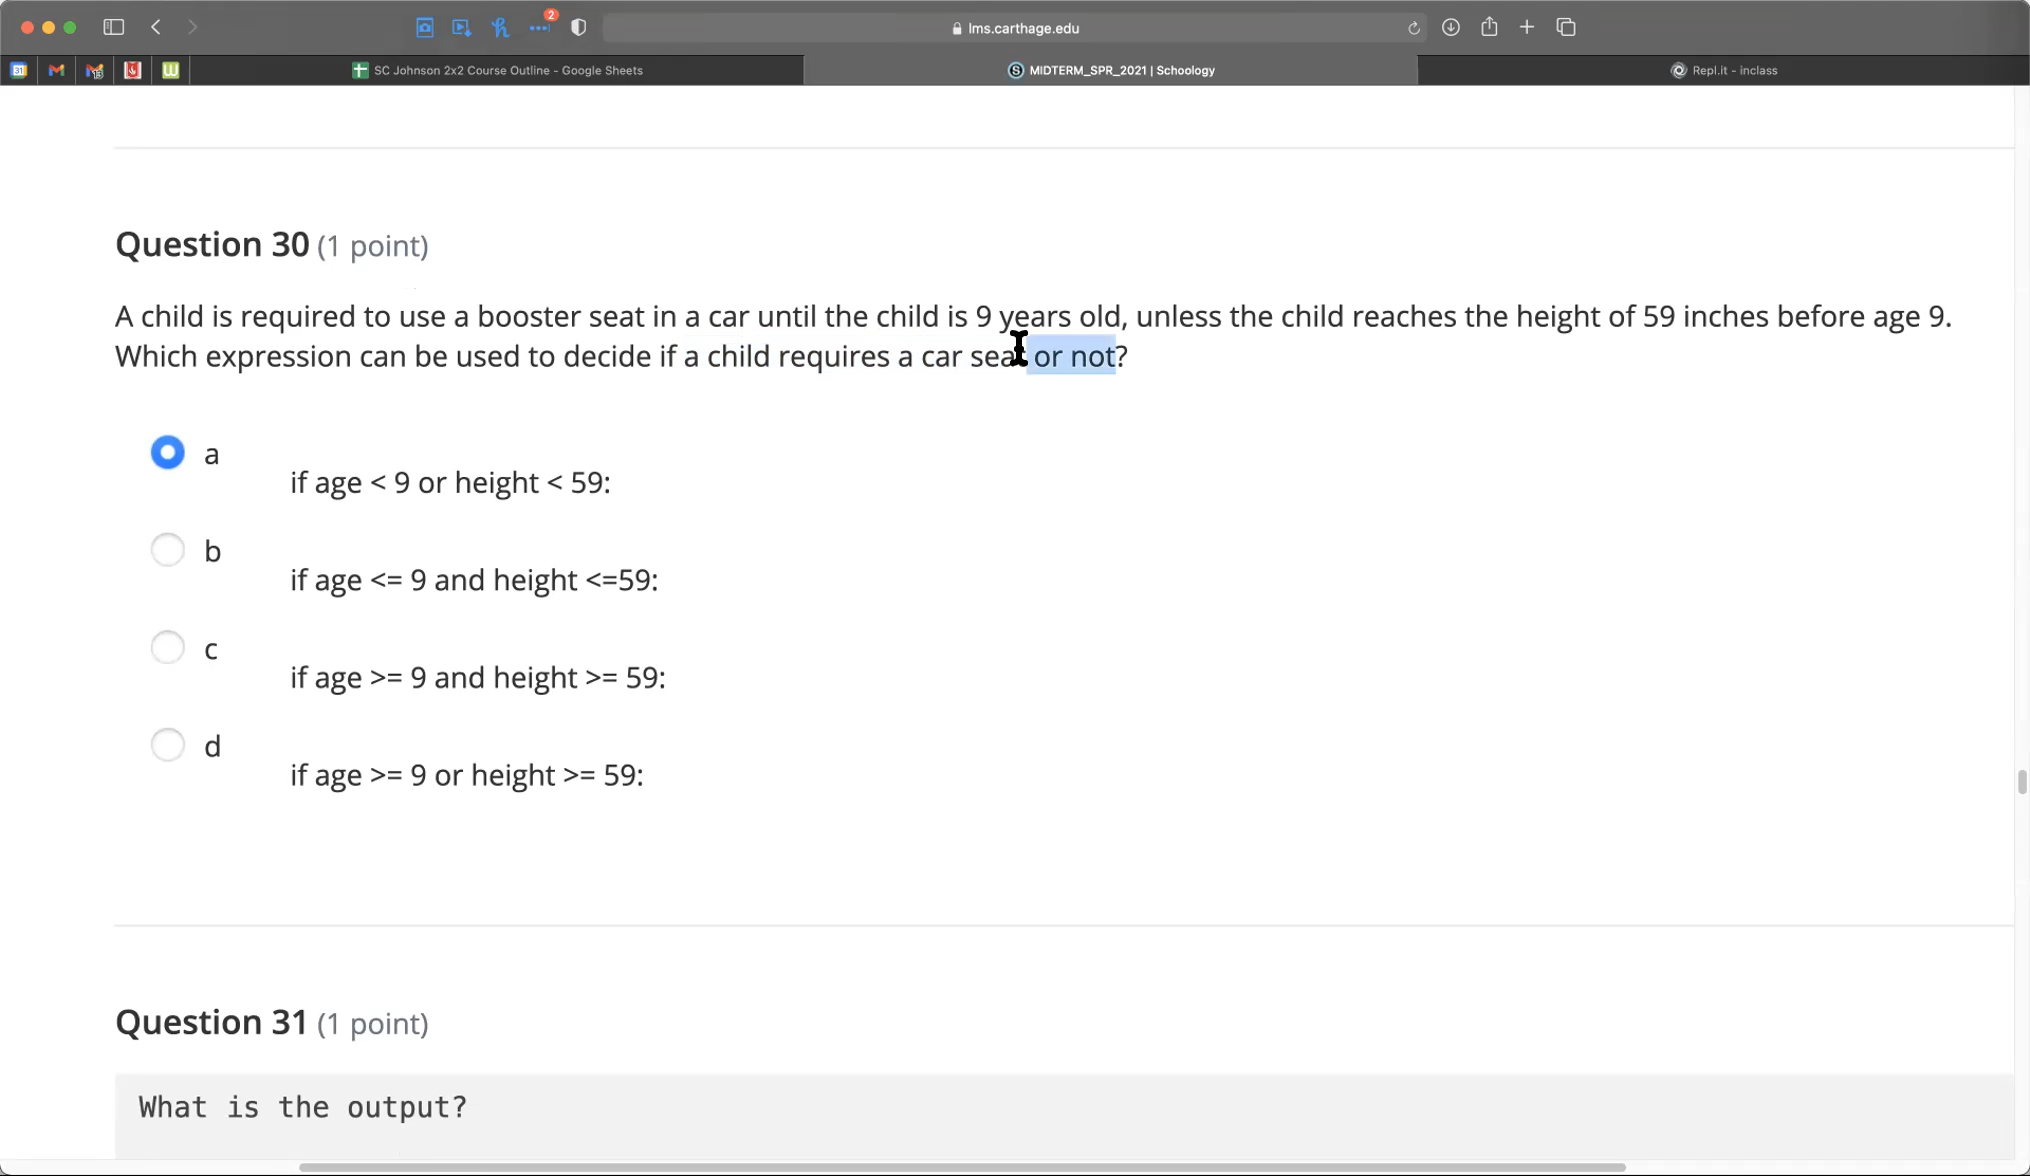 2
lms.carthage.edu
31
13
W
SC Johnson 2x2 Course Outline - Google Sheets
S
MIDTERM_SPR_2021 | Schoology
Repl.it - inclass
Question 30 (1 point)
A child is required to use a booster seat in a car until the child is 9 years old, unless the child reaches the height of 59 inches before age 9.
Which expression can be used to decide if a child requires a car seat or not?
a
if age < 9 or height < 59:
b
if age <= 9 and height <=59:
c
if age >= 9 and height >= 59:
d
if age >= 9 or height >= 59:
Question 31 (1 point)
What is the output?